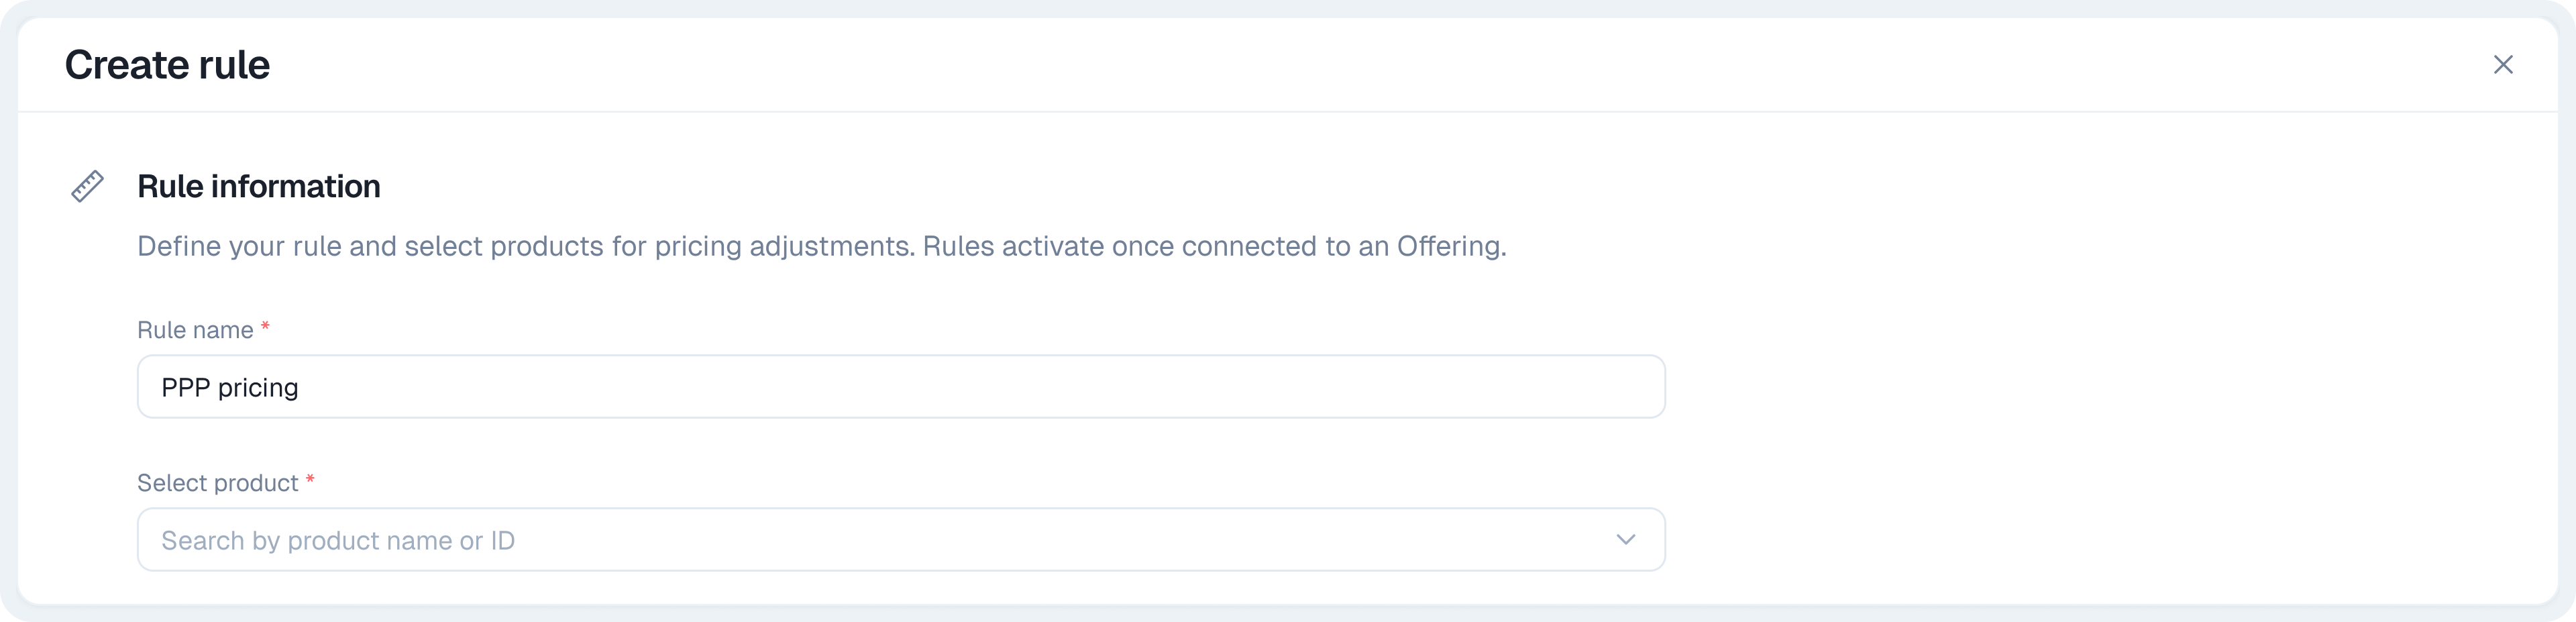 Create rule
Rule information
Define your rule and select products for pricing adjustments. Rules activate once connected to an Offering.
Rule name *
PPP pricing
Select product *
Search by product name or ID